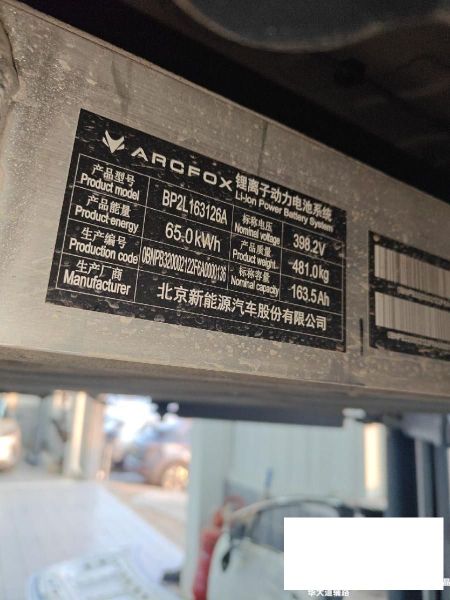 ARCFOX 锂离子动力电池系统
Li-ion Power Battery System
产品型号 BP2L163126A 标称电压 398.2V
Product model Nominal voltage
产品能量 65.0kWh 产品质量 481.0kg
Product energy Product weight
生产编号 标称容量 163.5Ah
Production code Nominal capacity
生产厂商 北京新能源汽车股份有限公司
Manufacturer